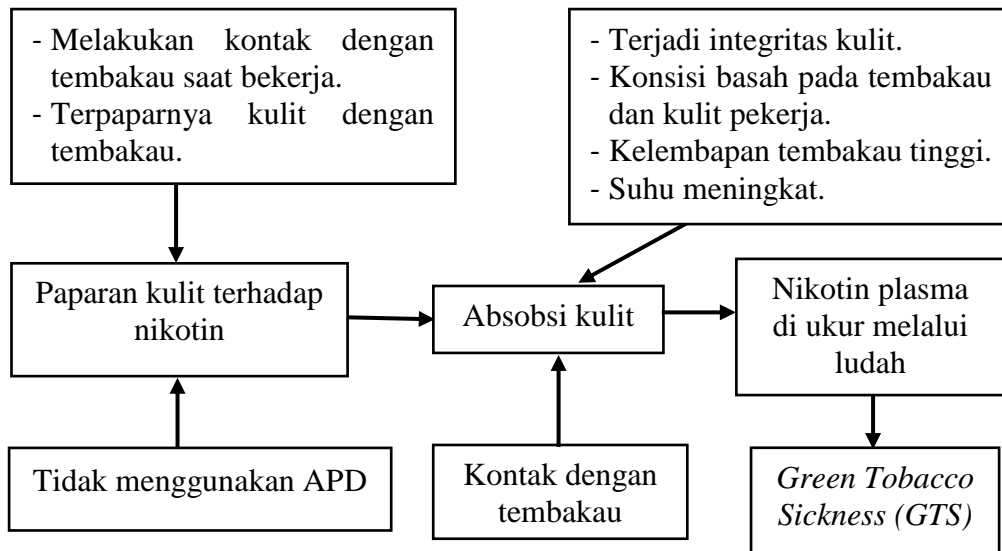 - Melakukan kontak dengan
tembakau saat bekerja.
- Terpaparnya kulit dengan
tembakau.
- Terjadi integritas kulit.
- Konsisi basah pada tembakau
dan kulit pekerja.
- Kelembapan tembakau tinggi.
- Suhu meningkat.
Paparan kulit terhadap
nikotin
Absobsi kulit
Nikotin plasma
di ukur melalui
ludah
Tidak menggunakan APD
Kontak dengan
tembakau
Green Tobacco
Sickness (GTS)